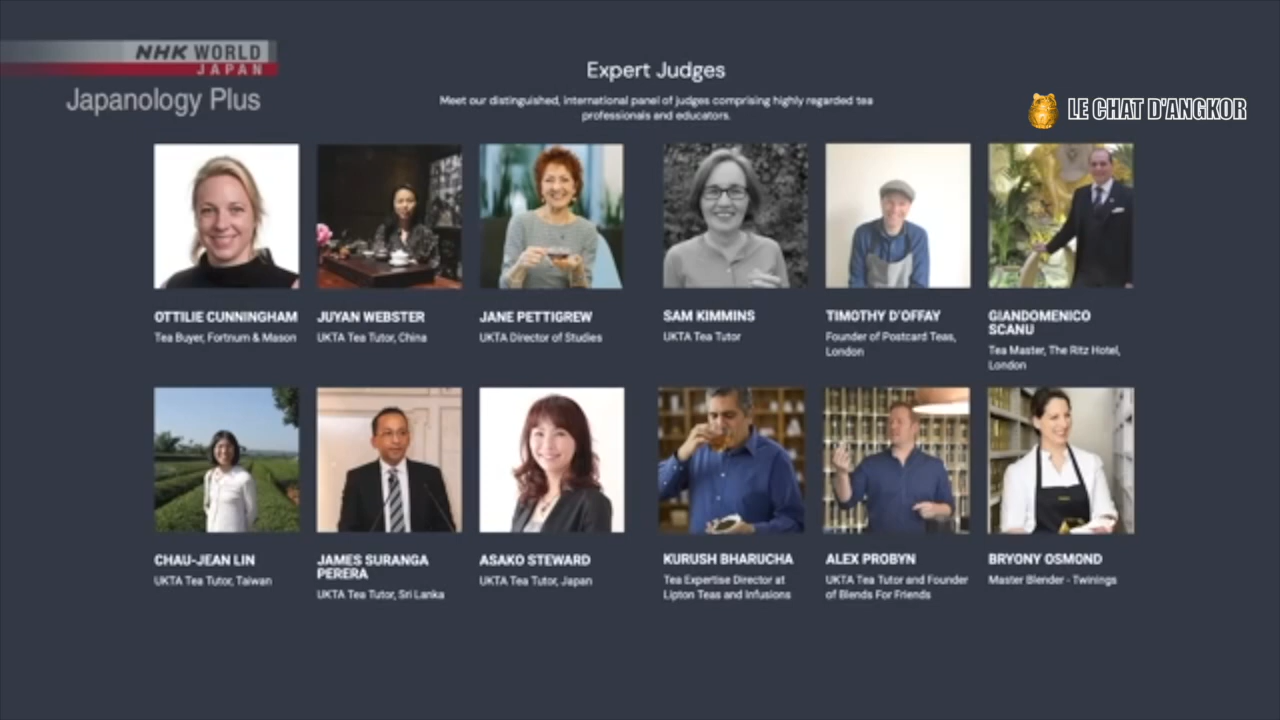 NHK WORLD
JAPAN
Japanology Plus
LE CHAT D'ANGKOR
Expert Judges
Meet our distinguished, international panel of judges comprising highly regarded tea
professionals and educators.
OTTILIE CUNNINGHAM
Tea Buyer, Fortnum & Mason
JUYAN WEBSTER
UKTA Tea Tutor, China
JANE PETTIGREW
UKTA Director of Studies
SAM KIMMINS
UKTA Tea Tutor
TIMOTHY D'OFFAY
Founder of Postcard Teas,
London
GIANDOMENICO
SCANU
Tea Master, The Ritz Hotel,
London
CHAU-JEAN LIN
UKTA Tea Tutor, Taiwan
JAMES SURANGA
PERERA
UKTA Tea Tutor, Sri Lanka
ASAKO STEWARD
UKTA Tea Tutor, Japan
KURUSH BHARUCHA
Tea Expertise Director at
Lipton Teas and Infusions
ALEX PROBYN
UKTA Tea Tutor and Founder
of Blends For Friends
BRYONY OSMOND
Master Blender - Twinings